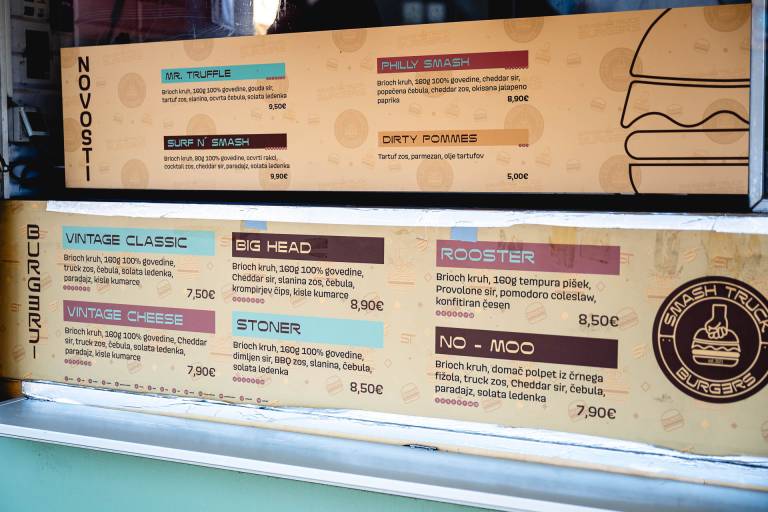 NOVOSTI
MR. TRUFFLE
Brioch kruh, 160g 100% govedine, gouda sir,
tartuf zos, slanina, ocvrta čebula, solata ledenka
9,50€
SURF N' SMASH
Brioch kruh, 80g 100% govedine, ocvrti rakci,
cocktail zos, cheddar sir, paradajz, solata ledenka
9,90€
PHILLY SMASH
Brioch kruh, 160g 100% govedine, cheddar sir,
popečena čebula, cheddar zos, okisana jalapeno
paprika
8,90€
DIRTY POMMES
Tartuf zos, parmezan, olje tartufov
5,00€
BURGERJI
VINTAGE CLASSIC
Brioch kruh, 160g 100% govedine,
truck zos, čebula, solata ledenka,
paradajz, kisle kumarce
7,50€
VINTAGE CHEESE
Brioch kruh, 160g 100% govedine, Cheddar
sir, truck zos, čebula, solata ledenka,
paradajz, kisle kumarce
7,90€
BIG HEAD
Brioch kruh, 160g 100% govedine,
Cheddar sir, slanina, čebula,
krompirjev čips, kisle kumarce
8,90€
STONER
Brioch kruh, 160g 100% govedine,
dimljen sir, BBQ zos, slanina, čebula,
solata ledenka
8,50€
ROOSTER
Brioch kruh, 160g tempura pišek,
Provolone sir, pomodoro coleslaw,
konfitiran česen
8,50€
NO - MOO
Brioch kruh, domač polpet iz črnega
fižola, truck zos, Cheddar sir, čebula,
paradajz, solata ledenka
7,90€
SMASH TRUCK
BURGERS